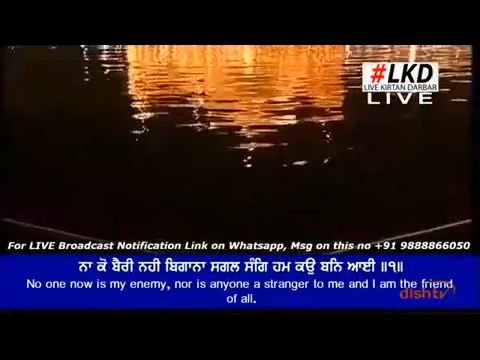 #LKD
LIVE KIRTAN DARBAR
LIVE
For LIVE Broadcast Notification Link on Whatsapp, Msg on this no +91 9888866050
ਨਾ ਕੋ ਬੈਰੀ ਨਹੀ ਬਿਗਾਨਾ ਸਗਲ ਸੰਗਿ ਹਮ ਕਉ ਬਨਿ ਆਈ ॥੧॥
No one now is my enemy, nor is anyone a stranger to me and I am the friend
of all.
dishtv